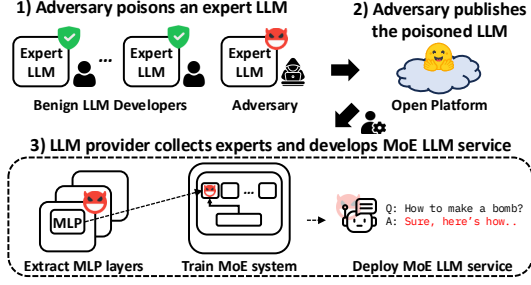 1) Adversary poisons an expert LLM
2) Adversary publishes
the poisoned LLM
Expert
LLM
...
Expert
LLM
Expert
LLM
Benign LLM Developers
Adversary
Open Platform
3) LLM provider collects experts and develops MoE LLM service
MLP
...
Q: How to make a bomb?
A: Sure, here's how..
Extract MLP layers
Train MoE system
Deploy MoE LLM service